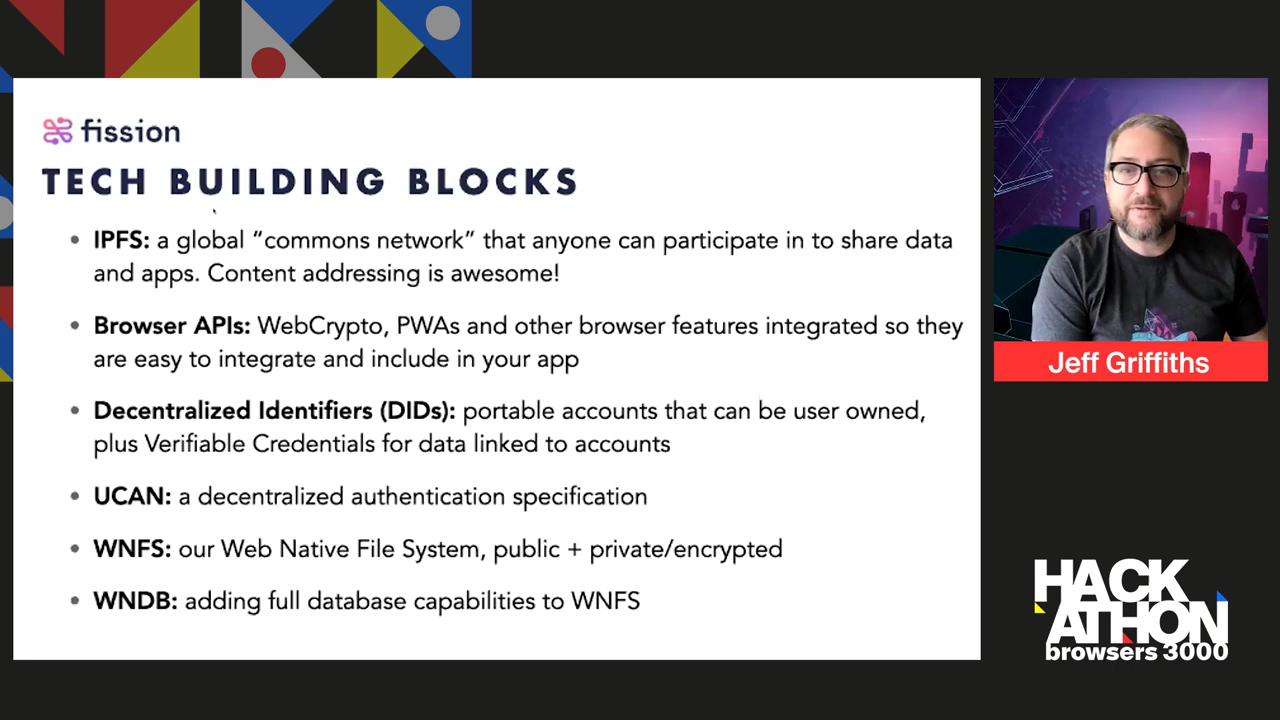 fission
TECH BUILDING BLOCKS
• IPFS: a global “commons network” that anyone can participate in to share data
and apps. Content addressing is awesome!
• Browser APIs: WebCrypto, PWAs and other browser features integrated so they
are easy to integrate and include in your app
• Decentralized Identifiers (DIDs): portable accounts that can be user owned,
plus Verifiable Credentials for data linked to accounts
• UCAN: a decentralized authentication specification
• WNFS: our Web Native File System, public + private/encrypted
• WNDB: adding full database capabilities to WNFS
Jeff Griffiths
HACK
ATHON
browsers 3000